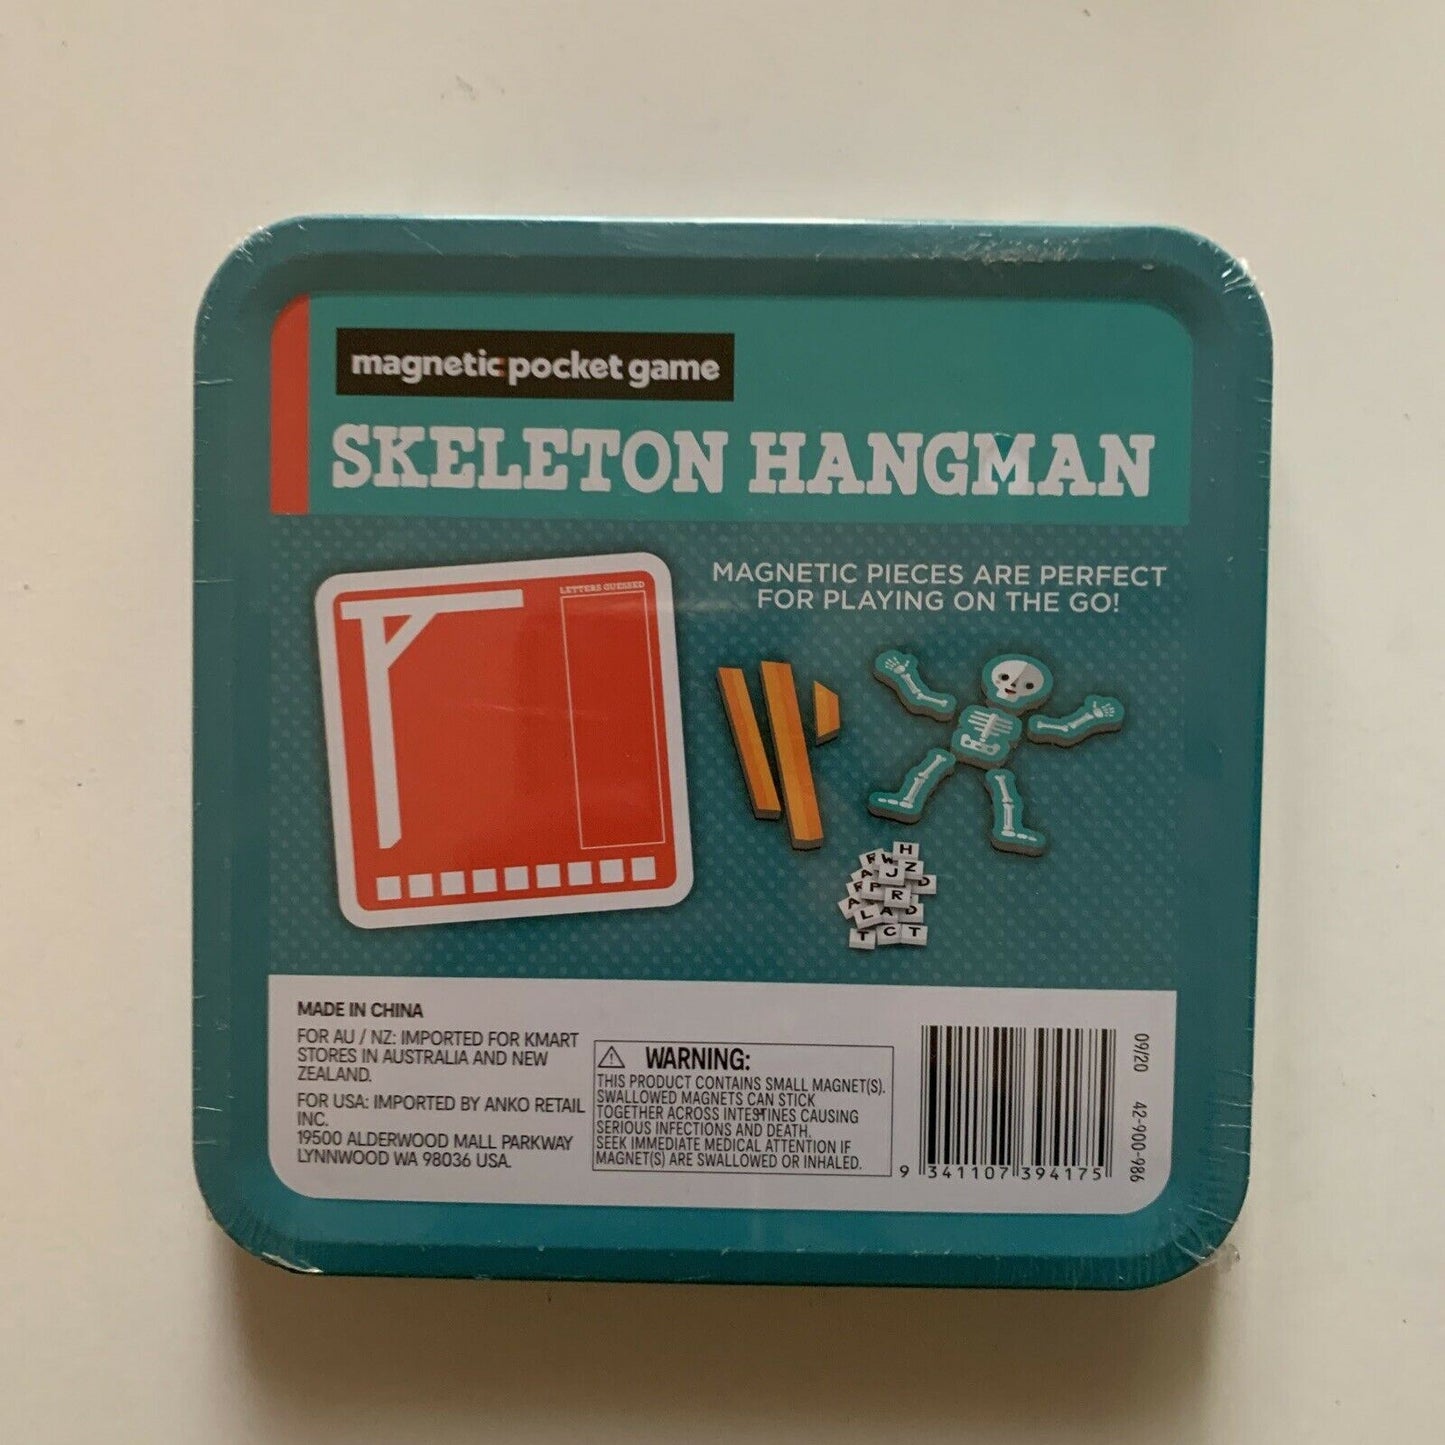 magnetic pocket game
SKELETON HANGMAN
MAGNETIC PIECES ARE PERFECT
FOR PLAYING ON THE GO!
LETTERS GUESSED
H
R W Z
A J D
R P R
A L A D
T C T
MADE IN CHINA
FOR AU / NZ: IMPORTED FOR KMART
STORES IN AUSTRALIA AND NEW
ZEALAND.
FOR USA: IMPORTED BY ANKO RETAIL
INC.
19500 ALDERWOOD MALL PARKWAY
LYNNWOOD WA 98036 USA.
WARNING:
THIS PRODUCT CONTAINS SMALL MAGNET(S).
SWALLOWED MAGNETS CAN STICK
TOGETHER ACROSS INTESTINES CAUSING
SERIOUS INFECTIONS AND DEATH.
SEEK IMMEDIATE MEDICAL ATTENTION IF
MAGNET(S) ARE SWALLOWED OR INHALED.
9 341107 394175
09/20 42-900-986